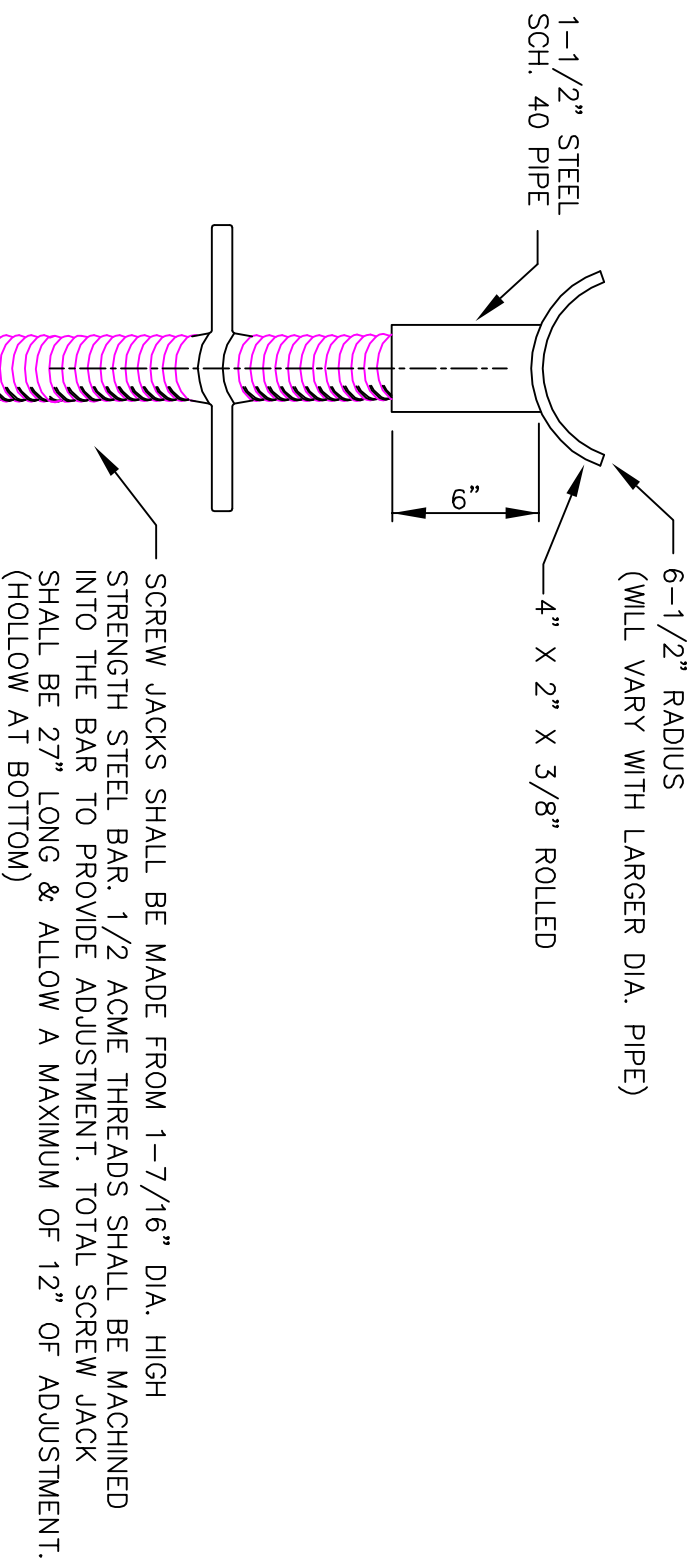 1-1/2” STEEL
SCH. 40 PIPE
6-1/2” RADIUS
(WILL VARY WITH LARGER DIA. PIPE)
4” X 2” X 3/8” ROLLED
6”
SCREW JACKS SHALL BE MADE FROM 1-7/16” DIA. HIGH
STRENGTH STEEL BAR. 1/2 ACME THREADS SHALL BE MACHINED
INTO THE BAR TO PROVIDE ADJUSTMENT. TOTAL SCREW JACK
SHALL BE 27” LONG & ALLOW A MAXIMUM OF 12” OF ADJUSTMENT.
(HOLLOW AT BOTTOM)